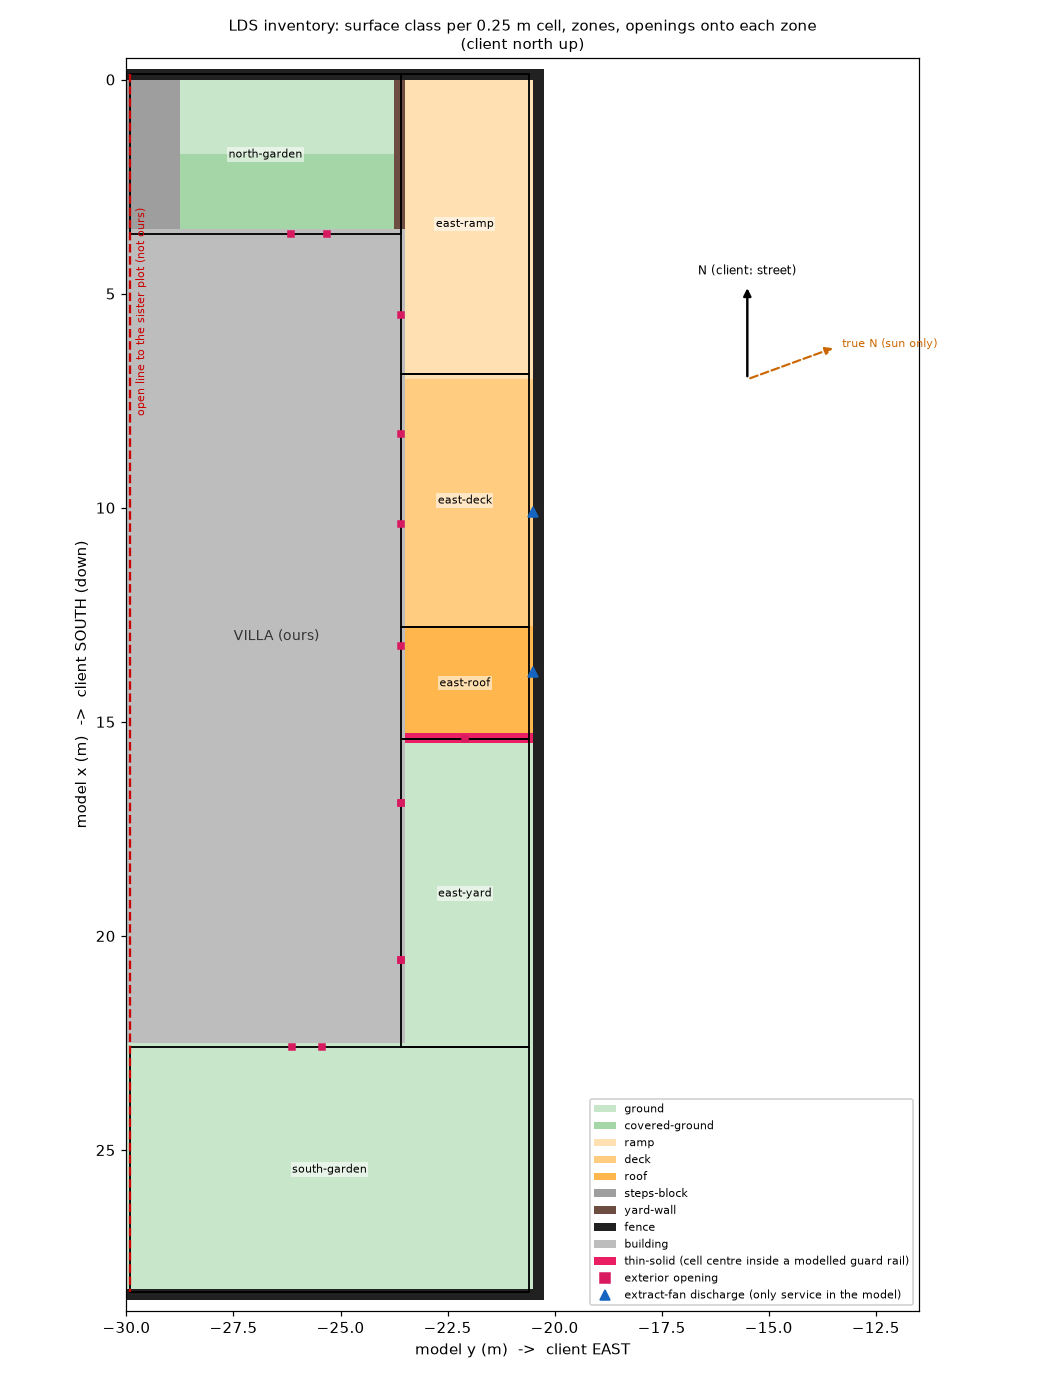 LDS inventory: surface class per 0.25 m cell, zones, openings onto each zone
(client north up)
0
5
10
15
20
25
model x (m)  ->  client SOUTH (down)
north-garden
east-ramp
open line to the sister plot (not ours)
N (client: street)
true N (sun only)
east-deck
VILLA (ours)
east-roof
east-yard
south-garden
ground
covered-ground
ramp
deck
roof
steps-block
yard-wall
fence
building
thin-solid (cell centre inside a modelled guard rail)
exterior opening
extract-fan discharge (only service in the model)
−30.0 −27.5 −25.0 −22.5 −20.0 −17.5 −15.0 −12.5
model y (m)  ->  client EAST